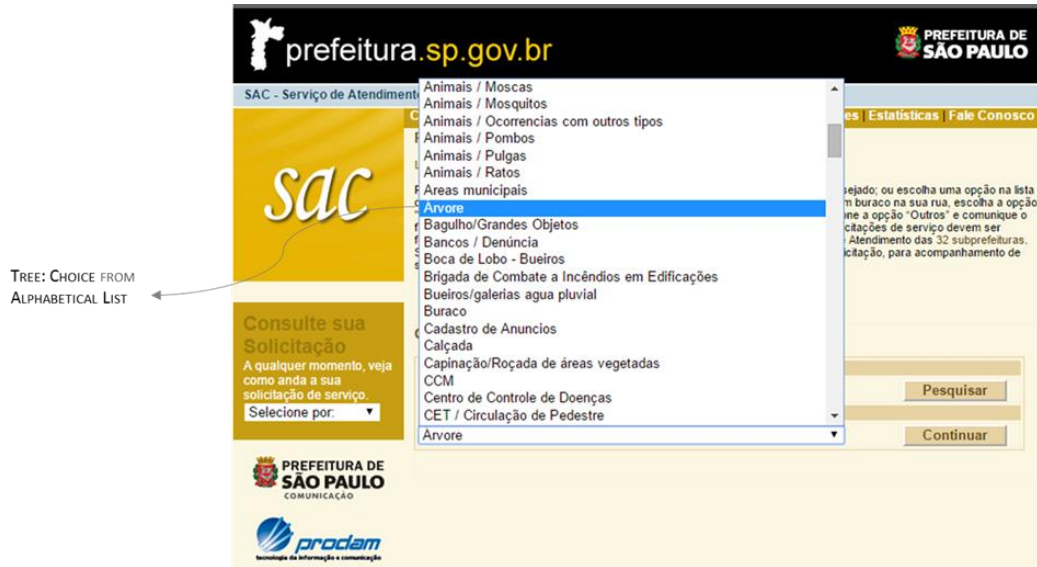 prefeitura.sp.gov.br
PREFEITURA DE
SÃO PAULO
SAC - Serviço de Atendiment
es | Estatísticas | Fale Conosco
sac
Animais / Moscas
Animais / Mosquitos
Animais / Ocorrencias com outros tipos
Animais / Pombos
Animais / Pulgas
Animais / Ratos
Areas municipais
Árvore
Bagulho/Grandes Objetos
Bancos / Denúncia
Boca de Lobo - Bueiros
Brigada de Combate a Incêndios em Edificações
Bueiros/galerias agua pluvial
Buraco
Cadastro de Anuncios
Calçada
Capinação/Roçada de áreas vegetadas
CCM
Centro de Controle de Doenças
CET / Circulação de Pedestre
Árvore
sejado; ou escolha uma opção na lista
m buraco na sua rua, escolha a opção
one a opção "Outros" e comunique o
icitações de serviço devem ser
Atendimento das 32 subprefeituras.
icitação, para acompanhamento de
TREE: CHOICE FROM
ALPHABETICAL LIST
Consulte sua
Solicitação
A qualquer momento, veja
como anda a sua
solicitação de serviço.
Selecione por:
Pesquisar
Continuar
PREFEITURA DE
SÃO PAULO
COMUNICAÇÃO
prodam
tecnologia da informação e comunicação